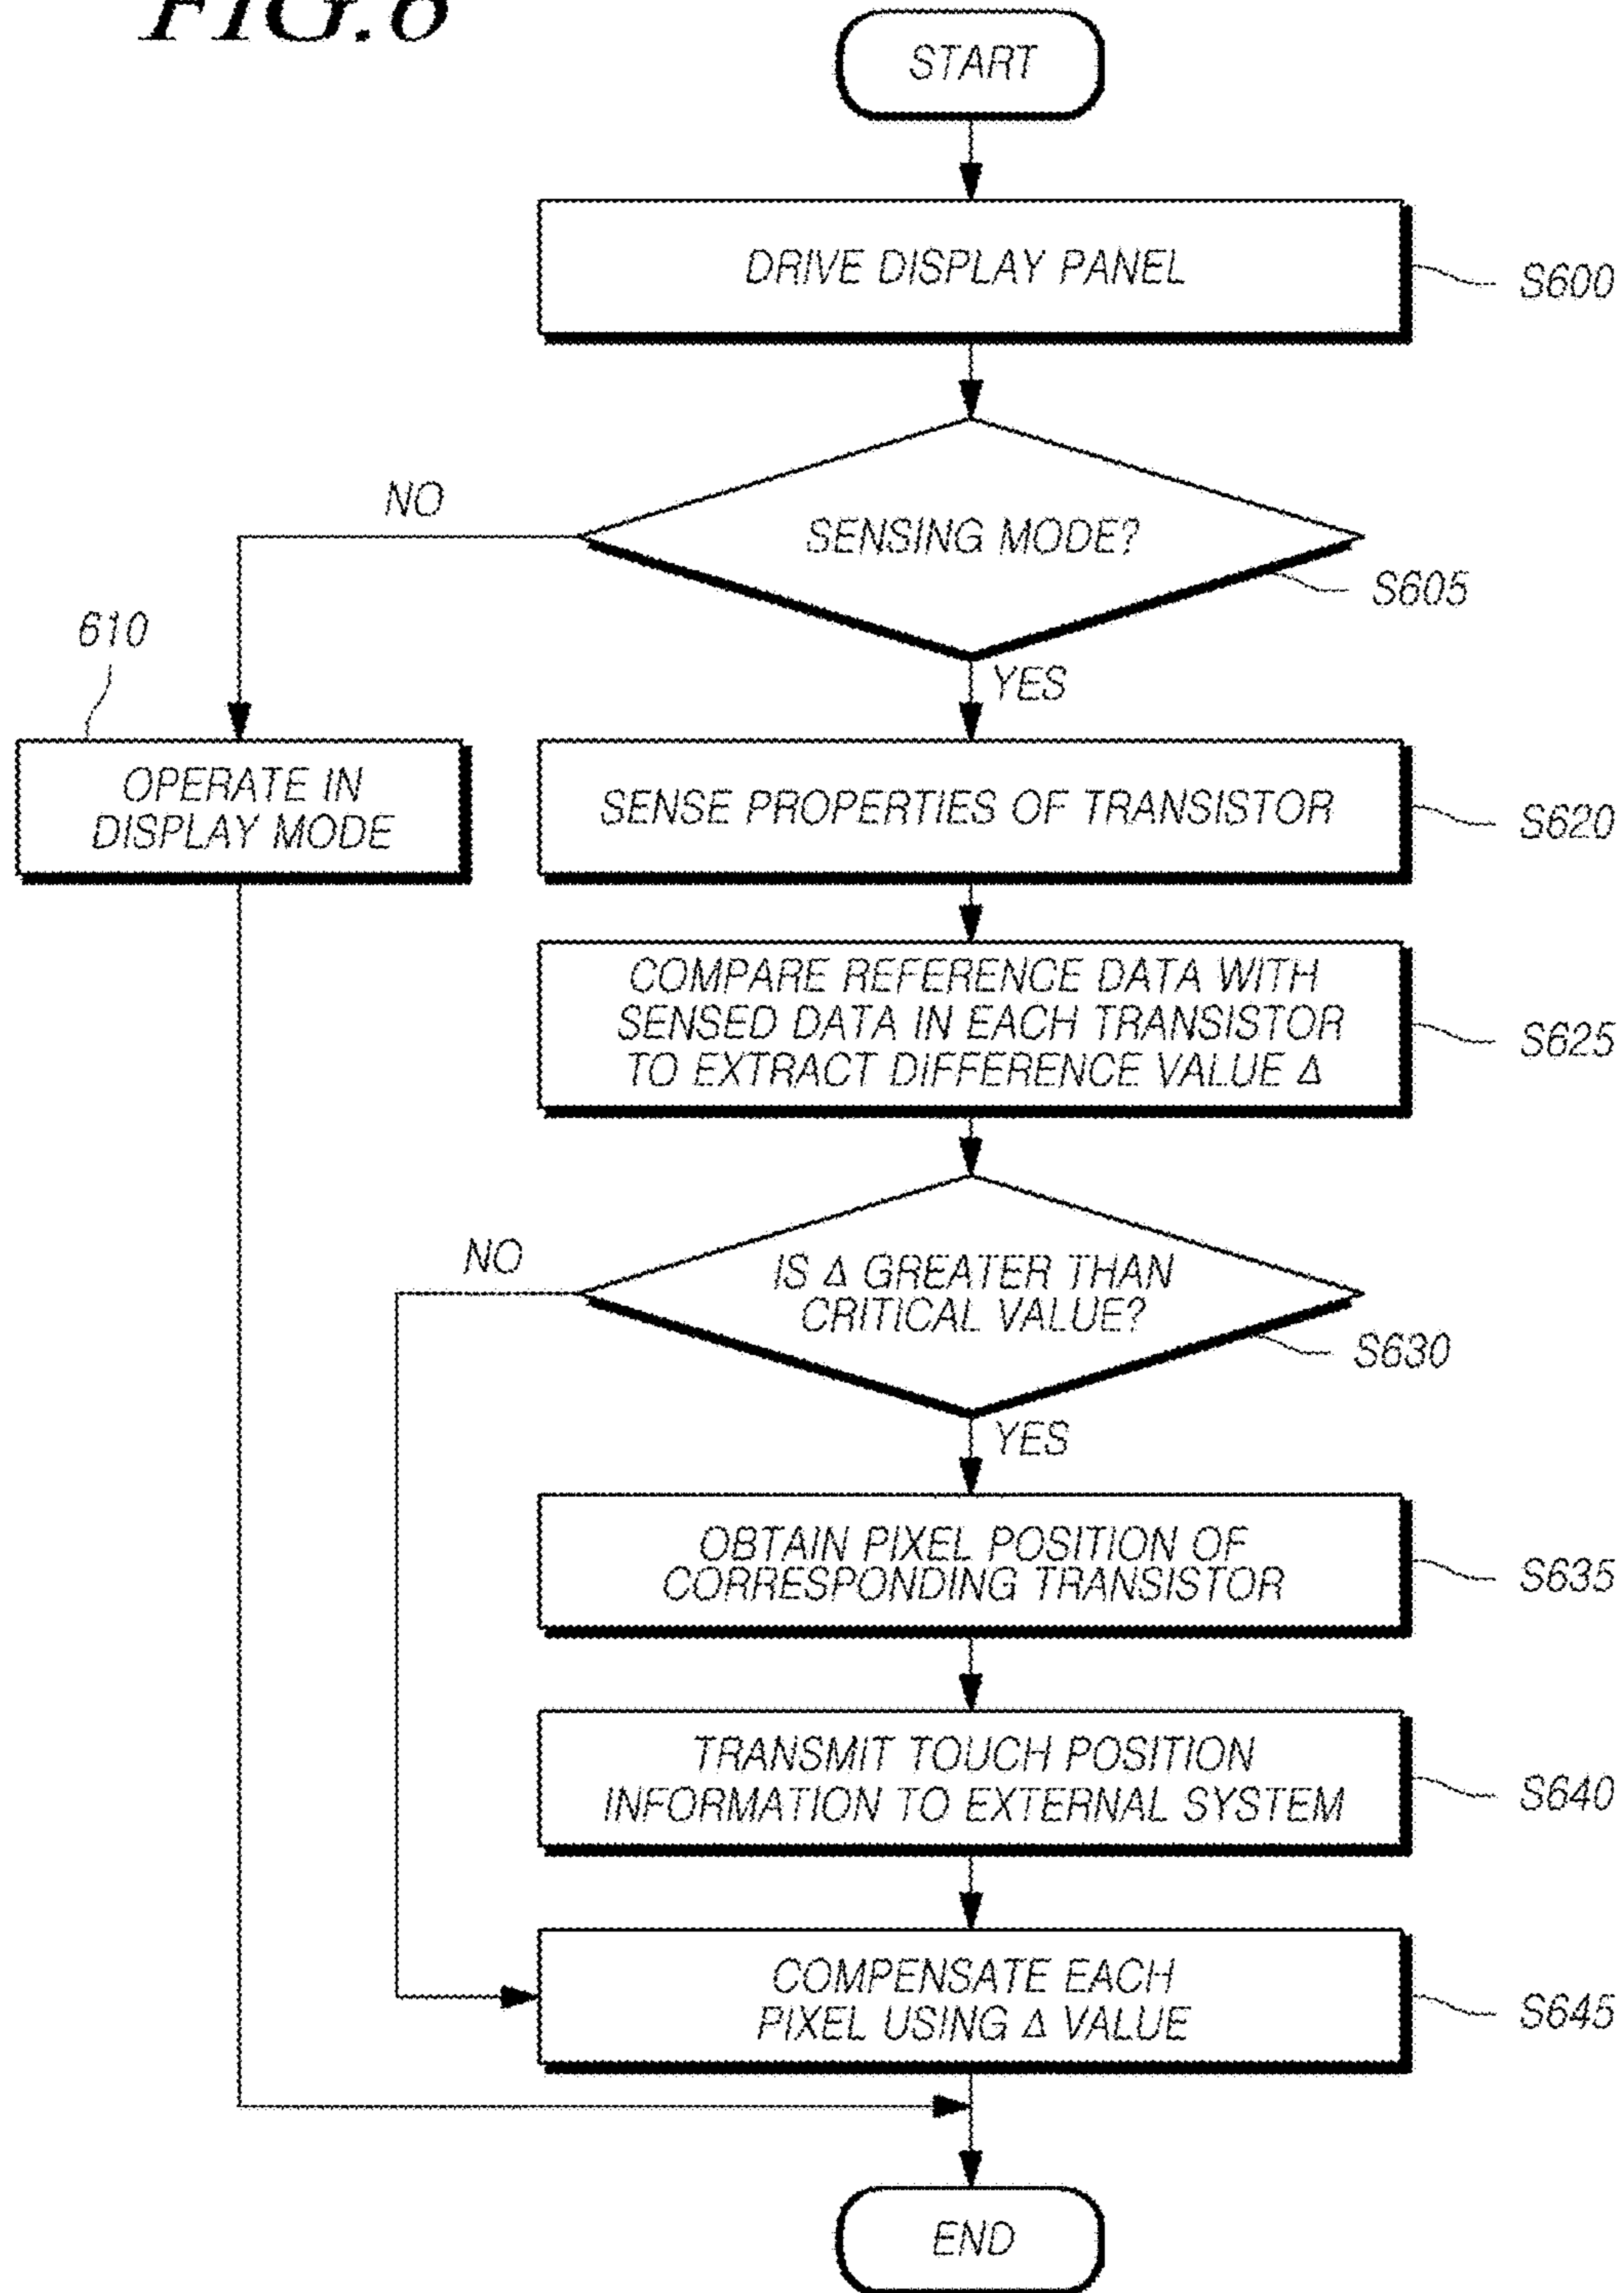 FIG.6
START
DRIVE DISPLAY PANEL
S600
SENSING MODE?
S605
NO
YES
610
OPERATE IN
DISPLAY MODE
SENSE PROPERTIES OF TRANSISTOR
S620
COMPARE REFERENCE DATA WITH
SENSED DATA IN EACH TRANSISTOR
TO EXTRACT DIFFERENCE VALUE Δ
S625
NO
IS Δ GREATER THAN
CRITICAL VALUE?
S630
YES
OBTAIN PIXEL POSITION OF
CORRESPONDING TRANSISTOR
S635
TRANSMIT TOUCH POSITION
INFORMATION TO EXTERNAL SYSTEM
S640
COMPENSATE EACH
PIXEL USING Δ VALUE
S645
END